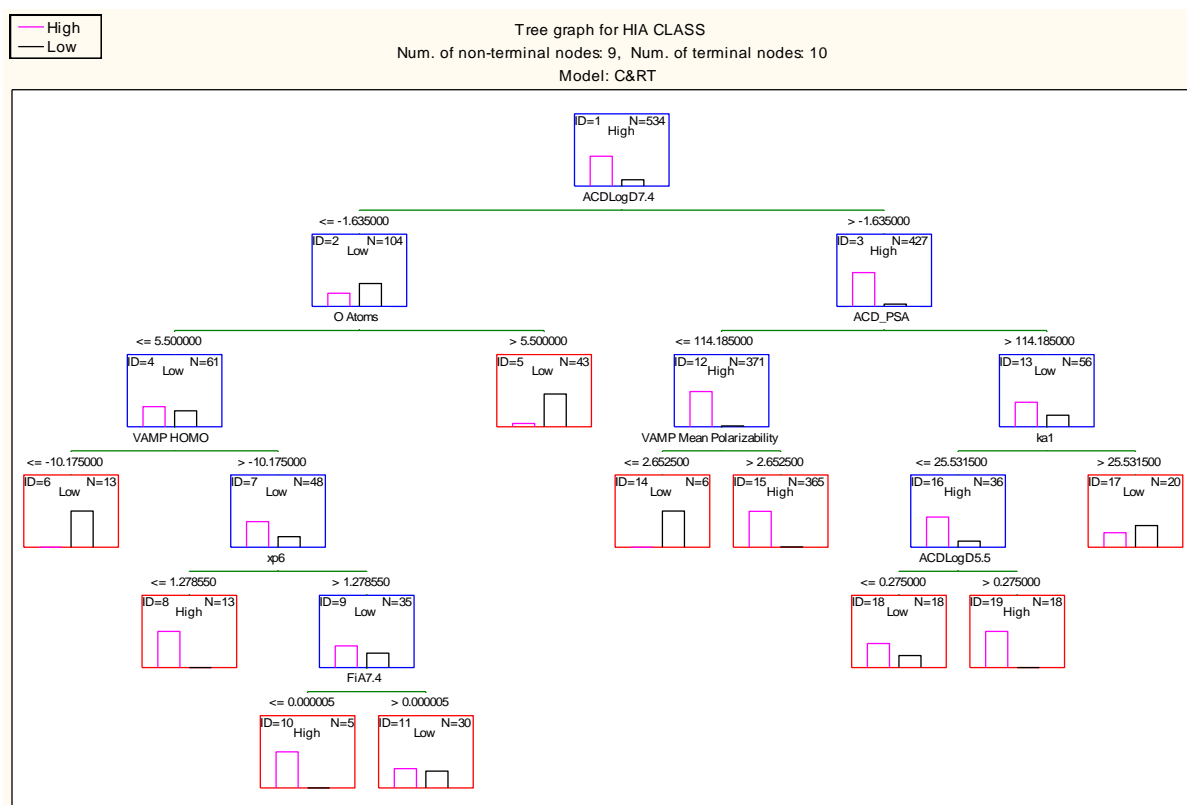 High
Low
Tree graph for HIA CLASS
Num. of non-terminal nodes: 9,  Num. of terminal nodes: 10
Model: C&RT
ID=1 N=534
High
ACDLogD7.4
<= -1.635000 > -1.635000
ID=2 N=104 ID=3 N=427
Low High
O Atoms ACD_PSA
<= 5.500000 > 5.500000 <= 114.185000 > 114.185000
ID=4 N=61 ID=5 N=43 ID=12 N=371 ID=13 N=56
Low Low High Low
VAMP HOMO VAMP Mean Polarizability ka1
<= -10.175000 > -10.175000 <= 2.652500 > 2.652500 <= 25.531500 > 25.531500
ID=6 N=13 ID=7 N=48 ID=14 N=6 ID=15 N=365 ID=16 N=36 ID=17 N=20
Low Low Low High High Low
xp6 ACDLogD5.5
<= 1.278550 > 1.278550 <= 0.275000 > 0.275000
ID=8 N=13 ID=9 N=35 ID=18 N=18 ID=19 N=18
High Low Low High
FiA7.4
<= 0.000005 > 0.000005
ID=10 N=5 ID=11 N=30
High Low